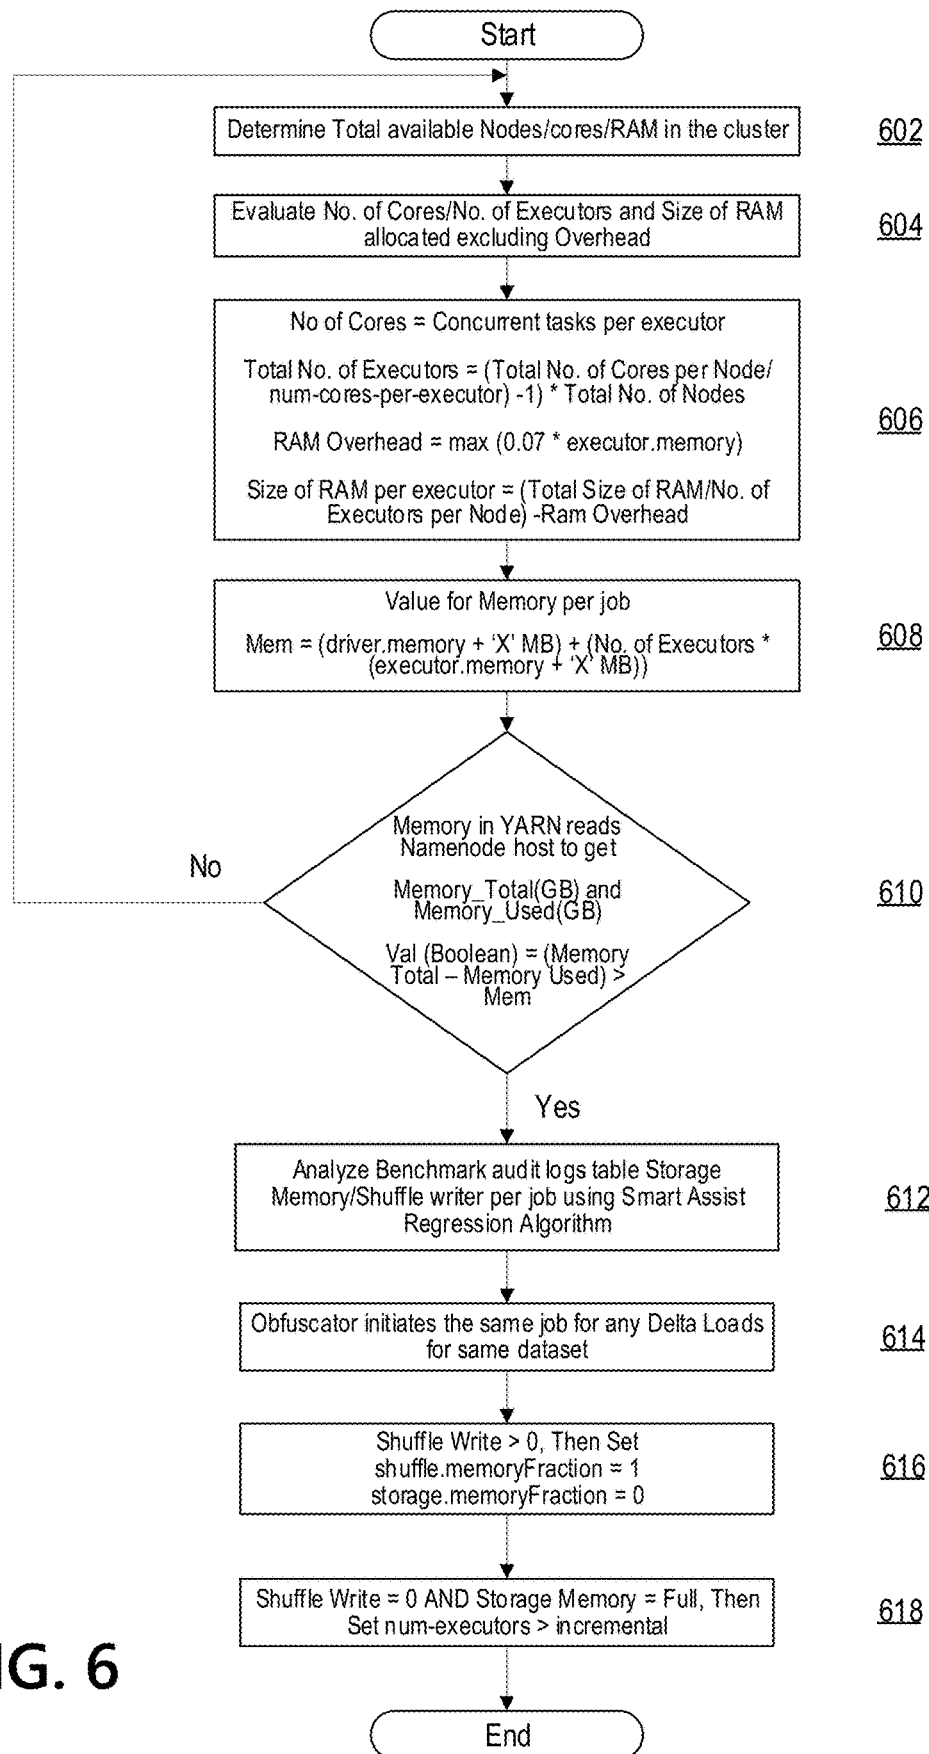 Start
Determine Total available Nodes/cores/RAM in the cluster
602
Evaluate No. of Cores/No. of Executors and Size of RAM
allocated excluding Overhead
604
No of Cores = Concurrent tasks per executor
Total No. of Executors = (Total No. of Cores per Node/
num-cores-per-executor) -1) * Total No. of Nodes
RAM Overhead = max (0.07 * executor.memory)
Size of RAM per executor = (Total Size of RAM/No. of
Executors per Node) -Ram Overhead
606
Value for Memory per job
Mem = (driver.memory + ‘X’ MB) + (No. of Executors *
(executor.memory + ‘X’ MB))
608
Memory in YARN reads
Namenode host to get
Memory_Total(GB) and
Memory_Used(GB)
Val (Boolean) = (Memory
Total – Memory Used) >
Mem
610
No
Yes
Analyze Benchmark audit logs table Storage
Memory/Shuffle writer per job using Smart Assist
Regression Algorithm
612
Obfuscator initiates the same job for any Delta Loads
for same dataset
614
Shuffle Write > 0, Then Set
shuffle.memoryFraction = 1
storage.memoryFraction = 0
616
Shuffle Write = 0 AND Storage Memory = Full, Then
Set num-executors > incremental
618
IG. 6
End